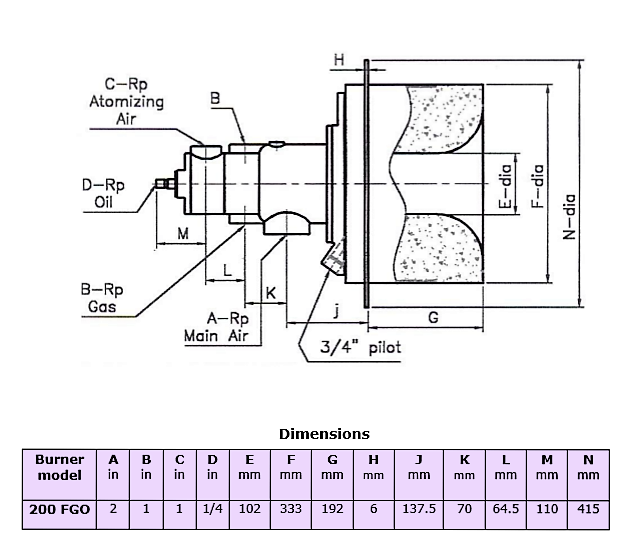 H
C-Rp
Atomizing
Air
B
D-Rp
Oil
M
E-dia
F-dia
N-dia
L
B-Rp
Gas
K
A-Rp
Main Air
j
G
3/4" pilot
Dimensions
Burner model A in B in C in D in E mm F mm G mm H mm J mm K mm L mm M mm N mm
200 FGO 2 1 1 1/4 102 333 192 6 137.5 70 64.5 110 415